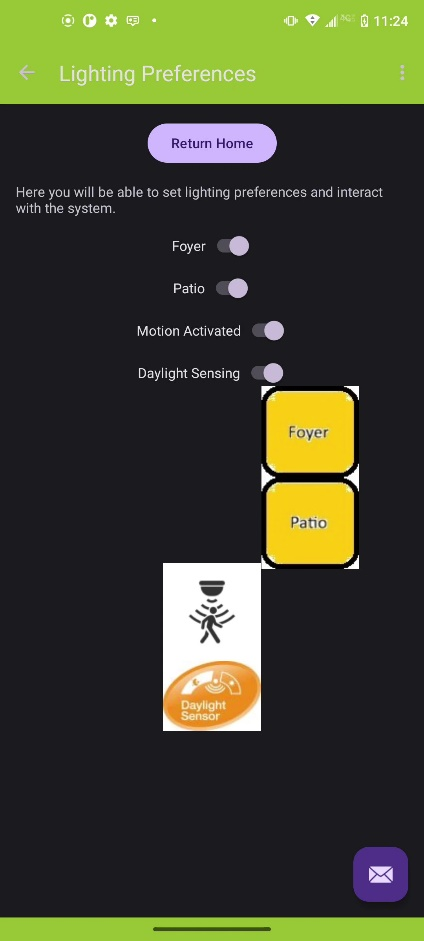 11:24
Lighting Preferences
Return Home
Here you will be able to set lighting preferences and interact
with the system.
Foyer
Patio
Motion Activated
Daylight Sensing
Foyer
Patio
Daylight
Sensor